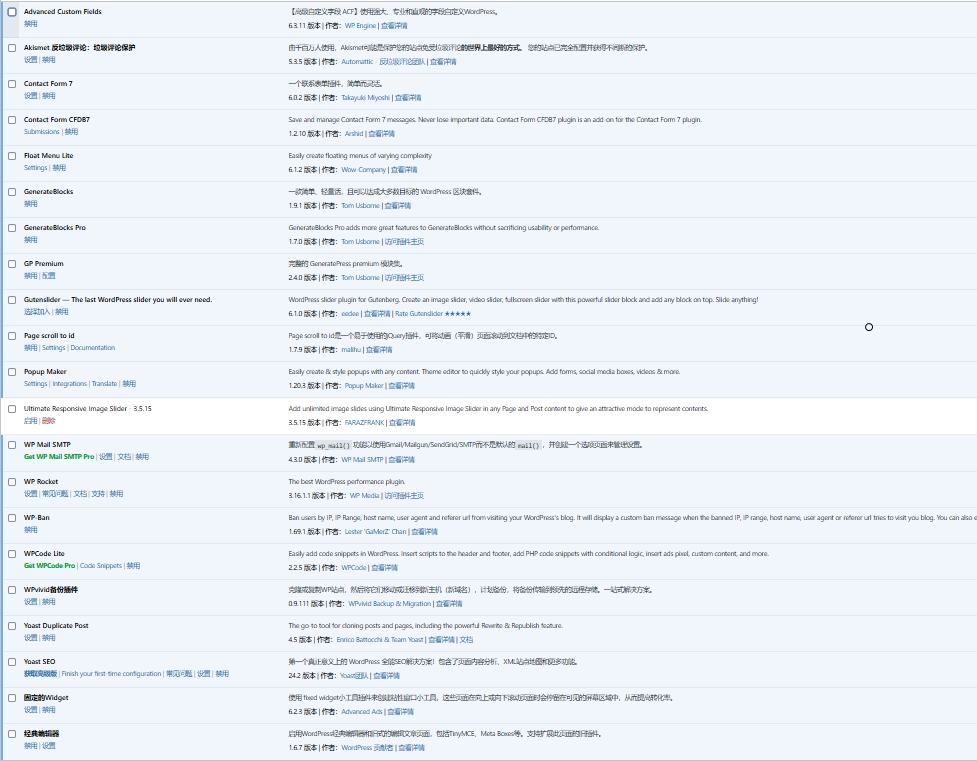 Advanced Custom Fields
【高级自定义字段 ACF】使用强大、专业和直观的字段自定义WordPress。
禁用
6.3.11 版本 | 作者: WP Engine | 查看详情
Akismet 反垃圾评论: 垃圾评论保护
由千百万人使用, Akismet可能是保护您的站点免受垃圾评论的世界上最好的方式。 您的站点已完全配置并获得不间断的保护。
设置 | 禁用
5.3.5 版本 | 作者: Automattic - 反垃圾评论团队 | 查看详情
Contact Form 7
一个联系表单插件, 简单而灵活。
设置 | 禁用
6.0.2 版本 | 作者: Takayuki Miyoshi | 查看详情
Contact Form CFDB7
Save and manage Contact Form 7 messages. Never lose important data. Contact Form CFDB7 plugin is an add-on for the Contact Form 7 plugin.
Submissions | 禁用
1.2.10 版本 | 作者: Arshid | 查看详情
Float Menu Lite
Easily create floating menus of varying complexity
Settings | 禁用
6.1.2 版本 | 作者: Wow-Company | 查看详情
GenerateBlocks
一款简单、轻量话、且可以达成大多数目标的 WordPress 区块套件。
禁用
1.9.1 版本 | 作者: Tom Usborne | 查看详情
GenerateBlocks Pro
GenerateBlocks Pro adds more great features to GenerateBlocks without sacrificing usability or performance.
禁用
1.7.0 版本 | 作者: Tom Usborne | 访问插件主页
GP Premium
完整的 GeneratePress premium 模块集。
禁用 | 配置
2.4.0 版本 | 作者: Tom Usborne | 访问插件主页
Gutenslider — The last WordPress slider you will ever need.
WordPress slider plugin for Gutenberg. Create an image slider, video slider, fullscreen slider with this powerful slider block and add any block on top. Slide anything!
选择加入 | 禁用
6.1.0 版本 | 作者: eedee | 查看详情 | Rate Gutenslider ★★★★★
Page scroll to id
Page scroll to id是一个易于使用的jQuery插件, 可将动画（平滑）页面滚动到文档中的特定ID。
禁用 | Settings | Documentation
1.7.9 版本 | 作者: malihu | 查看详情
Popup Maker
Easily create & style popups with any content. Theme editor to quickly style your popups. Add forms, social media boxes, videos & more.
Settings | Integrations | Translate | 禁用
1.20.3 版本 | 作者: Popup Maker | 查看详情
Ultimate Responsive Image Slider - 3.5.15
Add unlimited image slides using Ultimate Responsive Image Slider in any Page and Post content to give an attractive mode to represent contents.
启用 | 删除
3.5.15 版本 | 作者: FARAZFRANK | 查看详情
WP Mail SMTP
重新配置 wp_mail() 功能以使用Gmail/Mailgun/SendGrid/SMTP而不是默认的 mail() , 并创建一个选项页面来管理设置。
Get WP Mail SMTP Pro | 设置 | 文档 | 禁用
4.3.0 版本 | 作者: WP Mail SMTP | 查看详情
WP Rocket
The best WordPress performance plugin.
设置 | 常见问题 | 文档 | 支持 | 禁用
3.16.1.1 版本 | 作者: WP Media | 访问插件主页
WP-Ban
Ban users by IP, IP Range, host name, user agent and referer url from visiting your WordPress's blog. It will display a custom ban message when the banned IP, IP range, host name, user agent or referer url tries to visit you blog. You can also
禁用
1.69.1 版本 | 作者: Lester 'GaMerZ' Chan | 查看详情
WPCode Lite
Easily add code snippets in WordPress. Insert scripts to the header and footer, add PHP code snippets with conditional logic, insert ads pixel, custom content, and more.
Get WPCode Pro | Code Snippets | 禁用
2.2.5 版本 | 作者: WPCode | 查看详情
WPvivid备份插件
克隆或复制WP站点, 然后将它们移动或迁移到新主机（新域名）, 计划备份, 将备份传输到领先的远程存储。一站式解决方案。
设置 | 禁用
0.9.111 版本 | 作者: WPvivid Backup & Migration | 查看详情
Yoast Duplicate Post
The go-to tool for cloning posts and pages, including the powerful Rewrite & Republish feature.
设置 | 禁用
4.5 版本 | 作者: Enrico Battocchi & Team Yoast | 查看详情 | 文档
Yoast SEO
第一个真正意义上的 WordPress 全能SEO解决方案! 包含了页面内容分析、XML站点地图和更多功能。
获取高级版 | Finish your first-time configuration | 常见问题 | 设置 | 禁用
24.2 版本 | 作者: Yoast团队 | 查看详情
固定的Widget
使用 fixed widget小工具插件来创建粘性窗口小工具, 这些页面在向上或向下滚动页面时会停留在可见的屏幕区域中, 从而提高转化率。
设置 | 禁用
6.2.3 版本 | 作者: Advanced Ads | 查看详情
经典编辑器
启用WordPress经典编辑器和旧式的编辑文章页面, 包括TinyMCE、Meta Boxes等。支持扩展此页面的旧插件。
禁用 | 设置
1.6.7 版本 | 作者: WordPress 贡献者 | 查看详情